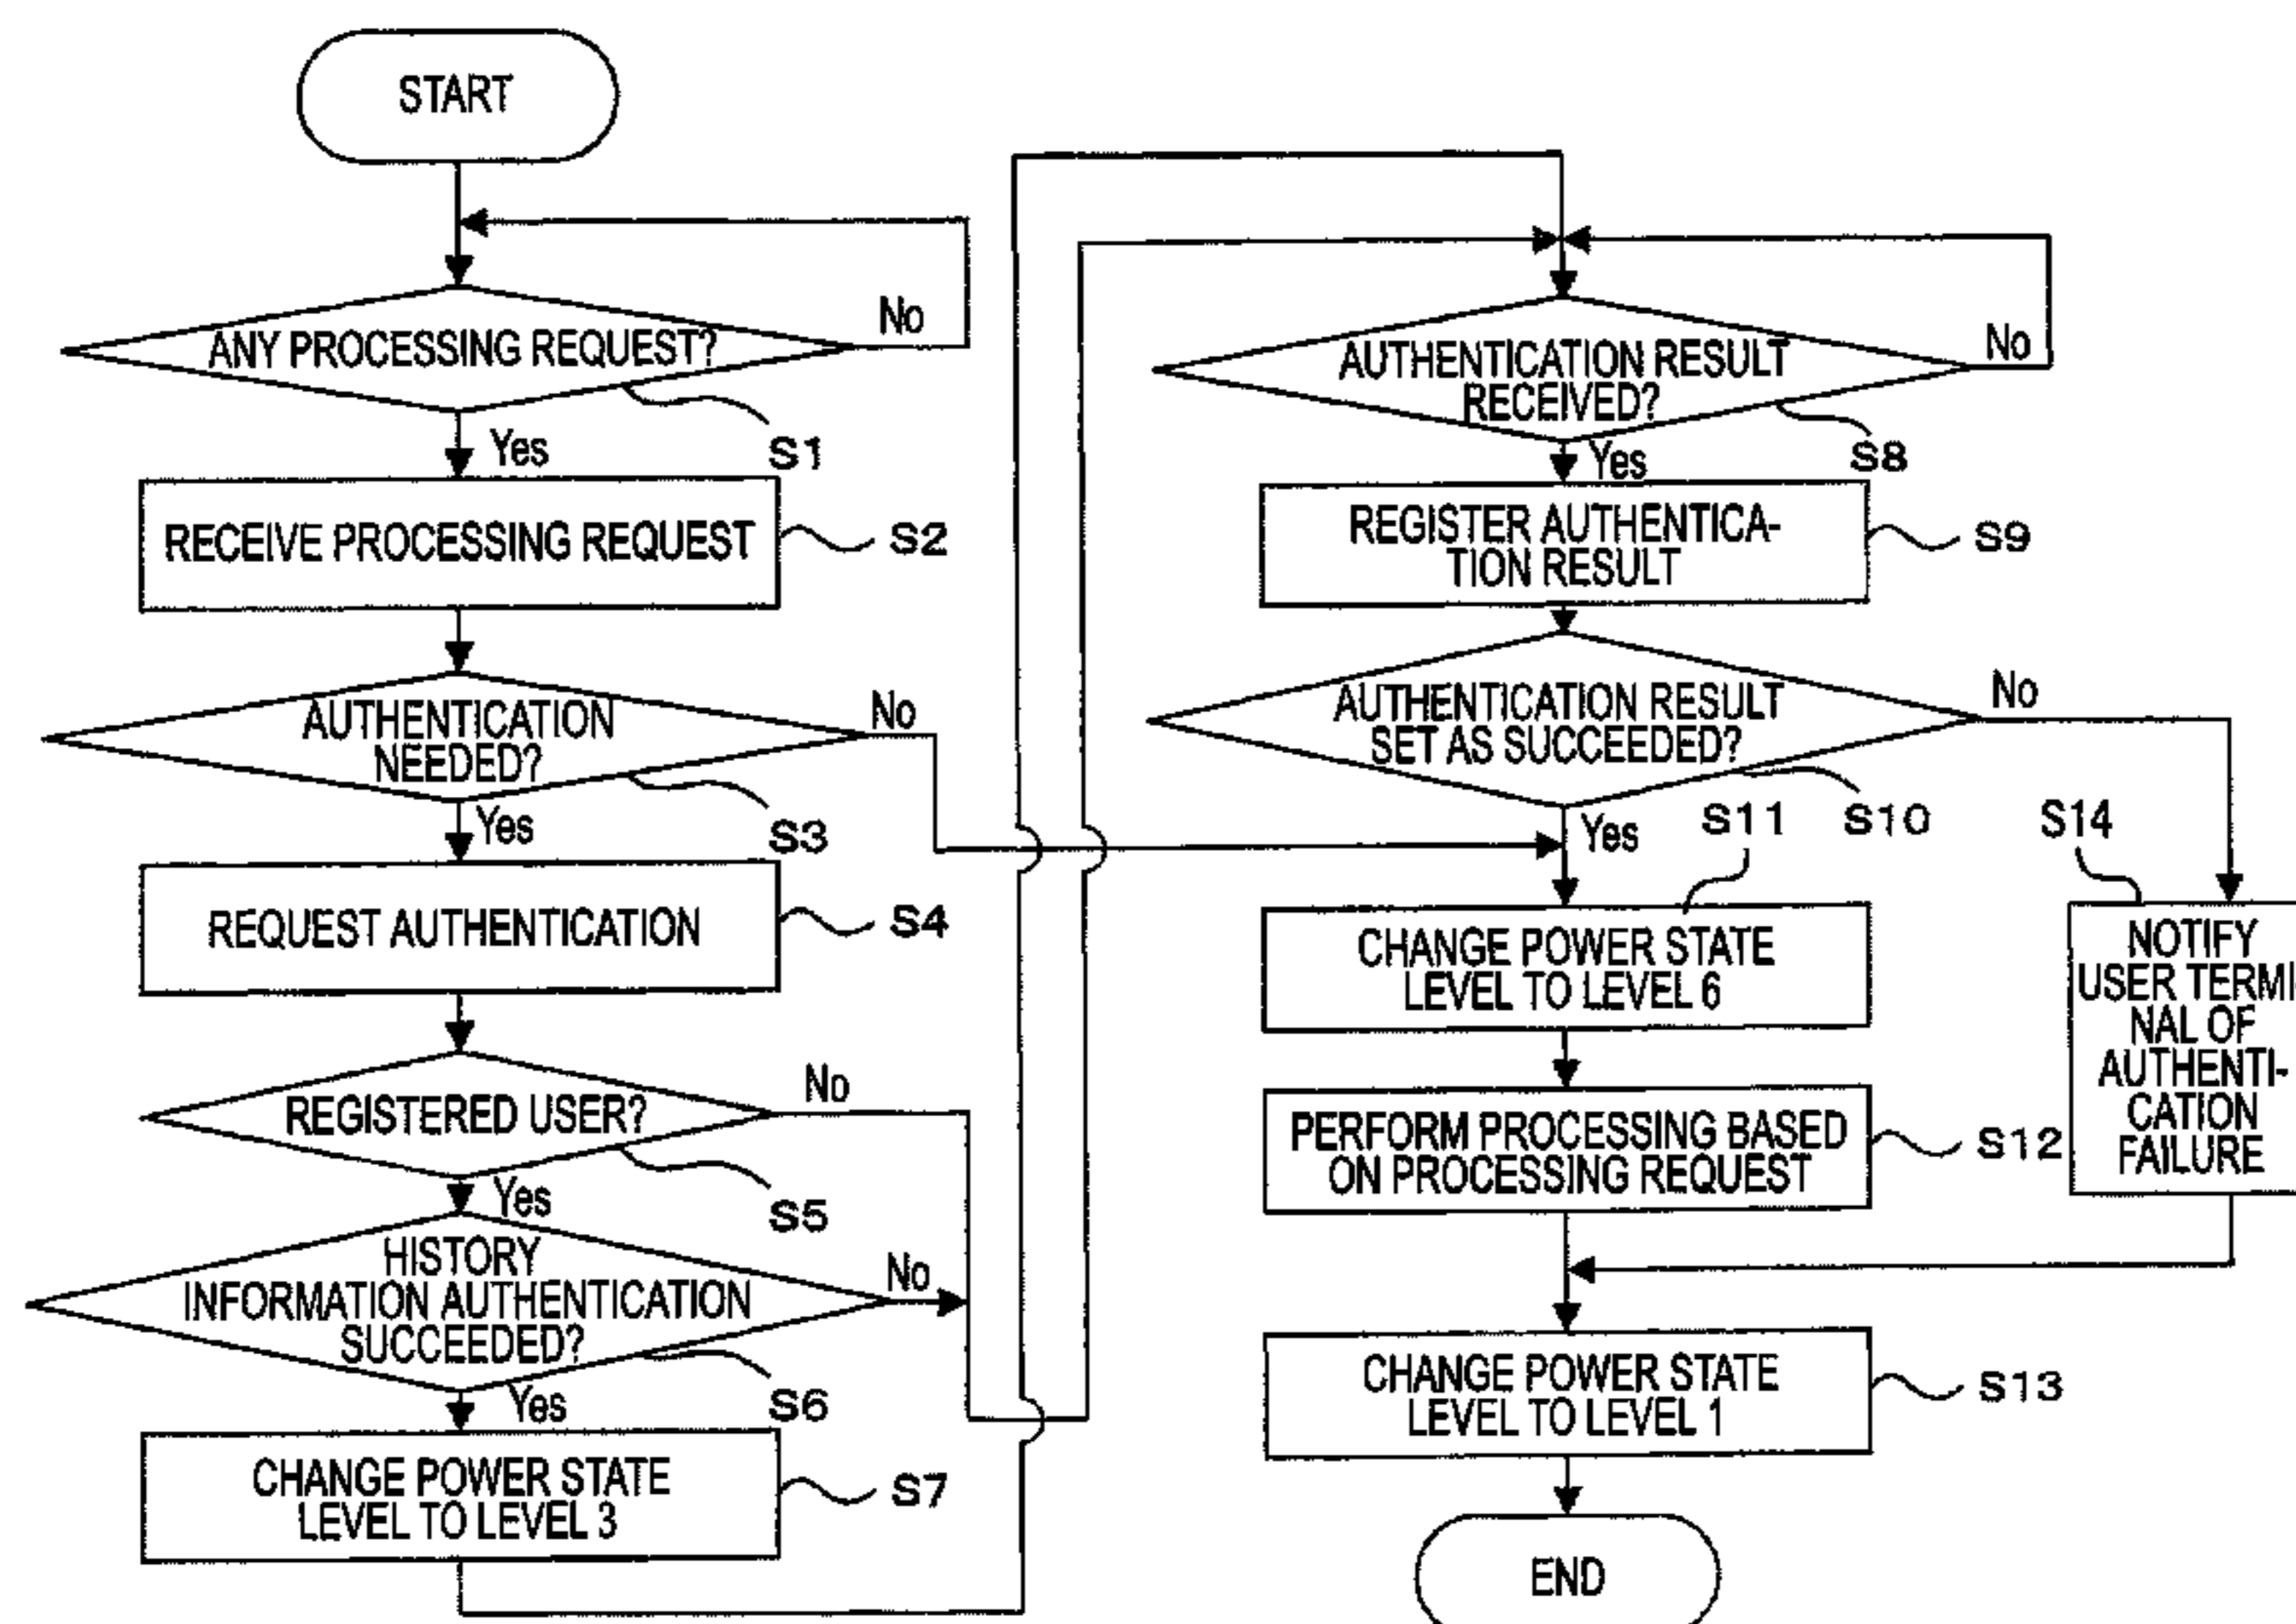 START
ANY PROCESSING REQUEST?
No
S1
Yes
RECEIVE PROCESSING REQUEST
S2
AUTHENTICATION
NEEDED?
No
S3
Yes
REQUEST AUTHENTICATION
S4
REGISTERED USER?
No
S5
Yes
HISTORY
INFORMATION AUTHENTICATION
SUCCEEDED?
No
S6
Yes
CHANGE POWER STATE
LEVEL TO LEVEL 3
S7
AUTHENTICATION RESULT
RECEIVED?
No
S8
Yes
REGISTER AUTHENTICA-
TION RESULT
S9
AUTHENTICATION RESULT
SET AS SUCCEEDED?
No
S10
Yes
S11
CHANGE POWER STATE
LEVEL TO LEVEL 6
S14
NOTIFY
USER TERMI
NAL OF
AUTHENTI-
CATION
FAILURE
PERFORM PROCESSING BASED
ON PROCESSING REQUEST
S12
CHANGE POWER STATE
LEVEL TO LEVEL 1
S13
END